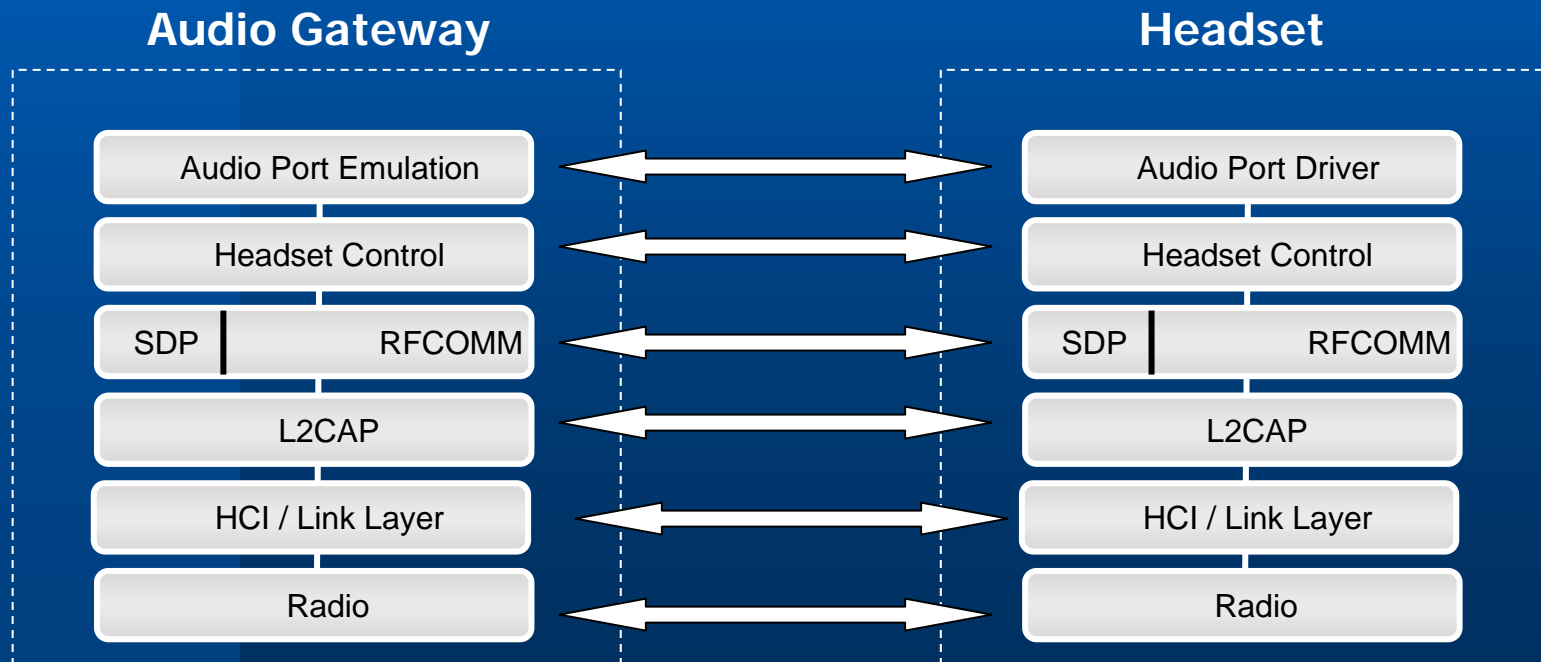 Audio Gateway
Headset
Audio Port Emulation
Audio Port Driver
Headset Control
Headset Control
SDP RFCOMM
SDP RFCOMM
L2CAP
L2CAP
HCI / Link Layer
HCI / Link Layer
Radio
Radio